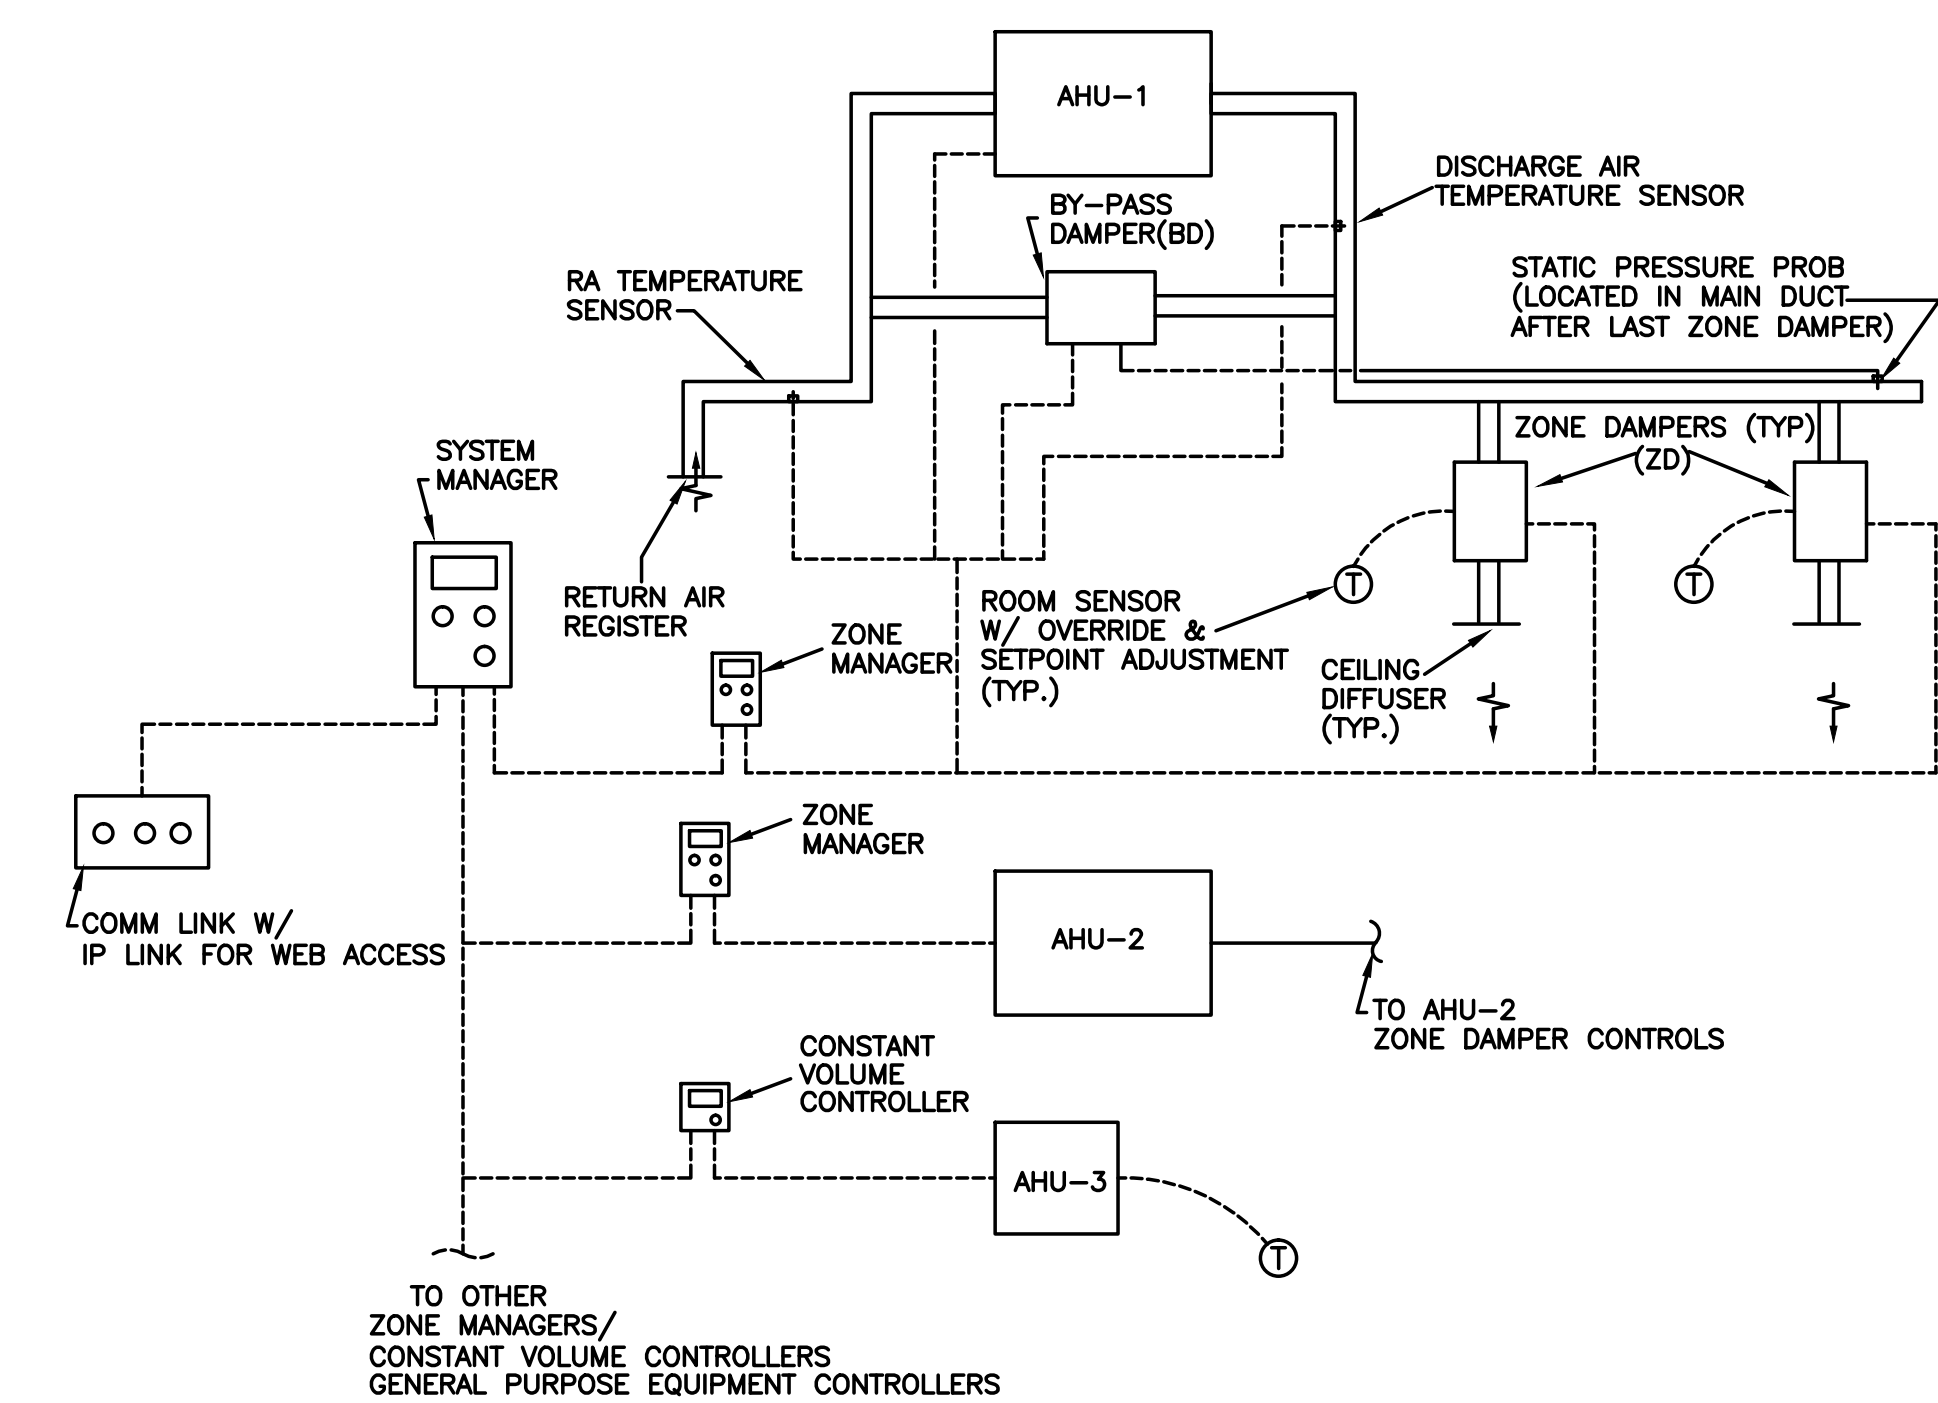 AHU-1
DISCHARGE AIR
TEMPERATURE SENSOR
BY-PASS
DAMPER(BD)
STATIC PRESSURE PROB
(LOCATED IN MAIN DUCT
AFTER LAST ZONE DAMPER)
RA TEMPERATURE
SENSOR
ZONE DAMPERS (TYP)
(ZD)
SYSTEM
MANAGER
RETURN AIR
REGISTER
T
T
ROOM SENSOR
W/ OVERRIDE &
SETPOINT ADJUSTMENT
(TYP.)
ZONE
MANAGER
CEILING
DIFFUSER
(TYP.)
ZONE
MANAGER
COMM LINK W/
IP LINK FOR WEB ACCESS
AHU-2
TO AHU-2
ZONE DAMPER CONTROLS
CONSTANT
VOLUME
CONTROLLER
AHU-3
T
TO OTHER
ZONE MANAGERS/
CONSTANT VOLUME CONTROLLERS
GENERAL PURPOSE EQUIPMENT CONTROLLERS